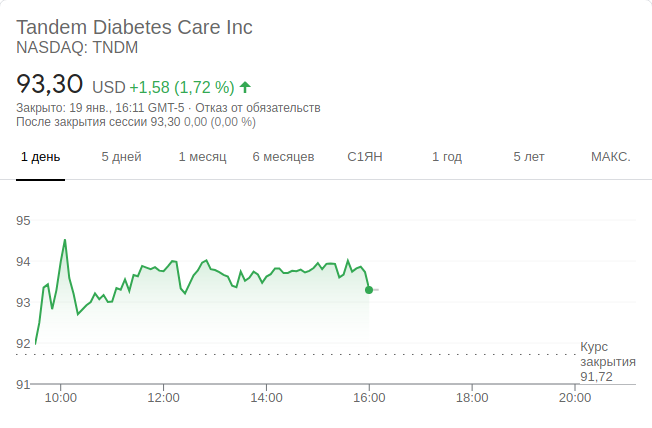 Tandem Diabetes Care Inc
NASDAQ: TNDM
93,30 USD +1,58 (1,72 %)
Закрыто: 19 янв., 16:11 GMT-5 · Отказ от обязательств
После закрытия сессии 93,30 0,00 (0,00 %)
1 день 5 дней 1 месяц 6 месяцев С1ЯН 1 год 5 лет МАКС.
95
94
93
92
Курс
закрытия
91,72
91
10:00 12:00 14:00 16:00 18:00 20:00